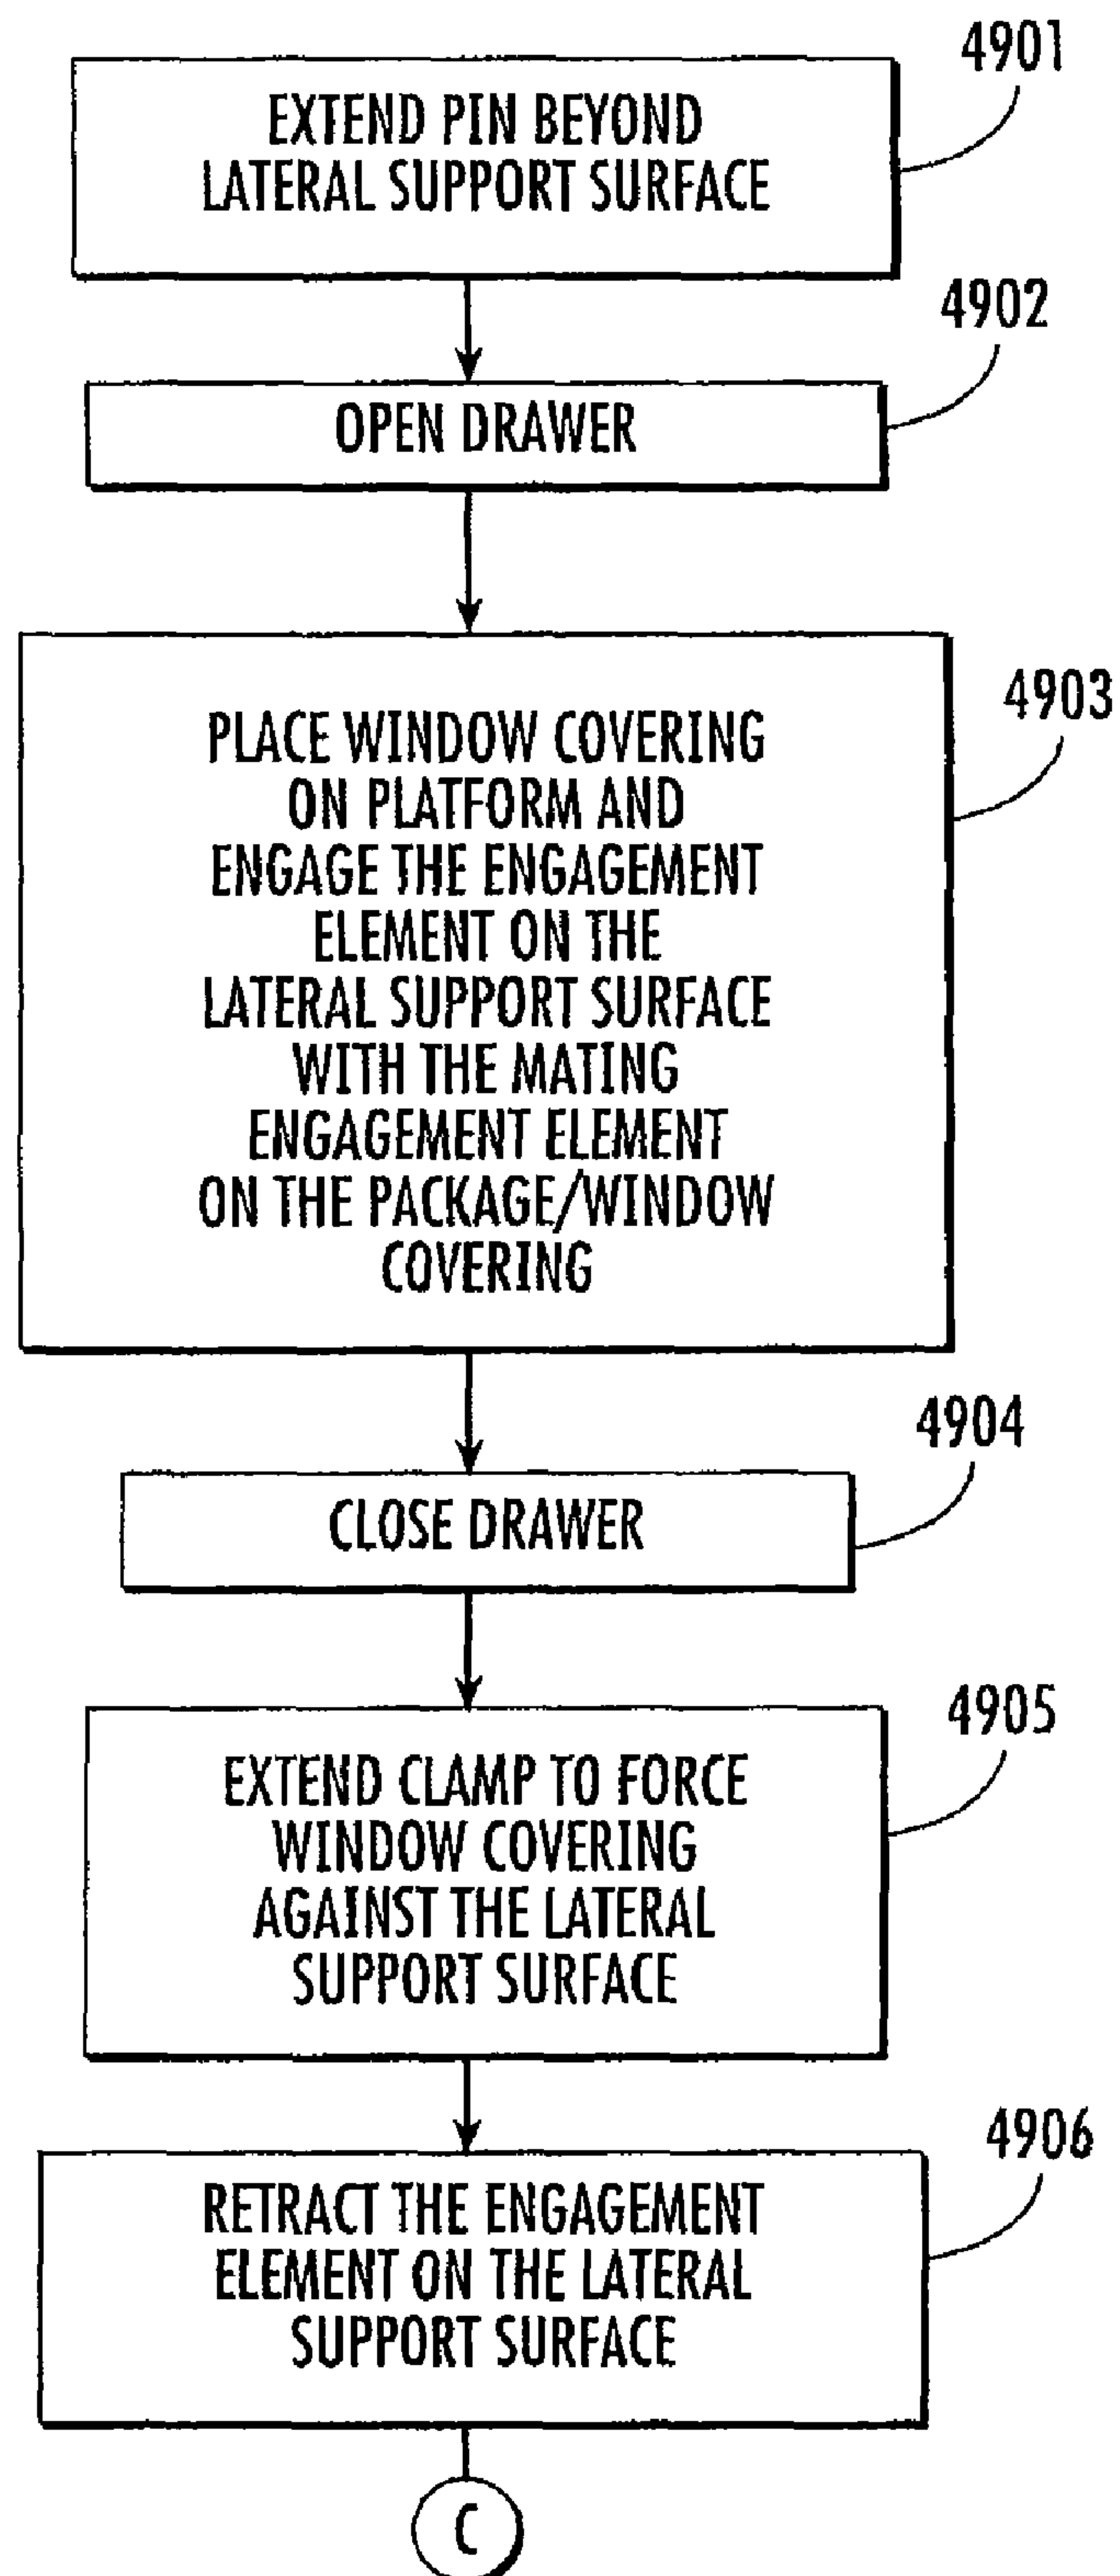 4901
EXTEND PIN BEYOND
LATERAL SUPPORT SURFACE
4902
OPEN DRAWER
4903
PLACE WINDOW COVERING
ON PLATFORM AND
ENGAGE THE ENGAGEMENT
ELEMENT ON THE
LATERAL SUPPORT SURFACE
WITH THE MATING
ENGAGEMENT ELEMENT
ON THE PACKAGE/WINDOW
COVERING
4904
CLOSE DRAWER
4905
EXTEND CLAMP TO FORCE
WINDOW COVERING
AGAINST THE LATERAL
SUPPORT SURFACE
4906
RETRACT THE ENGAGEMENT
ELEMENT ON THE LATERAL
SUPPORT SURFACE
C